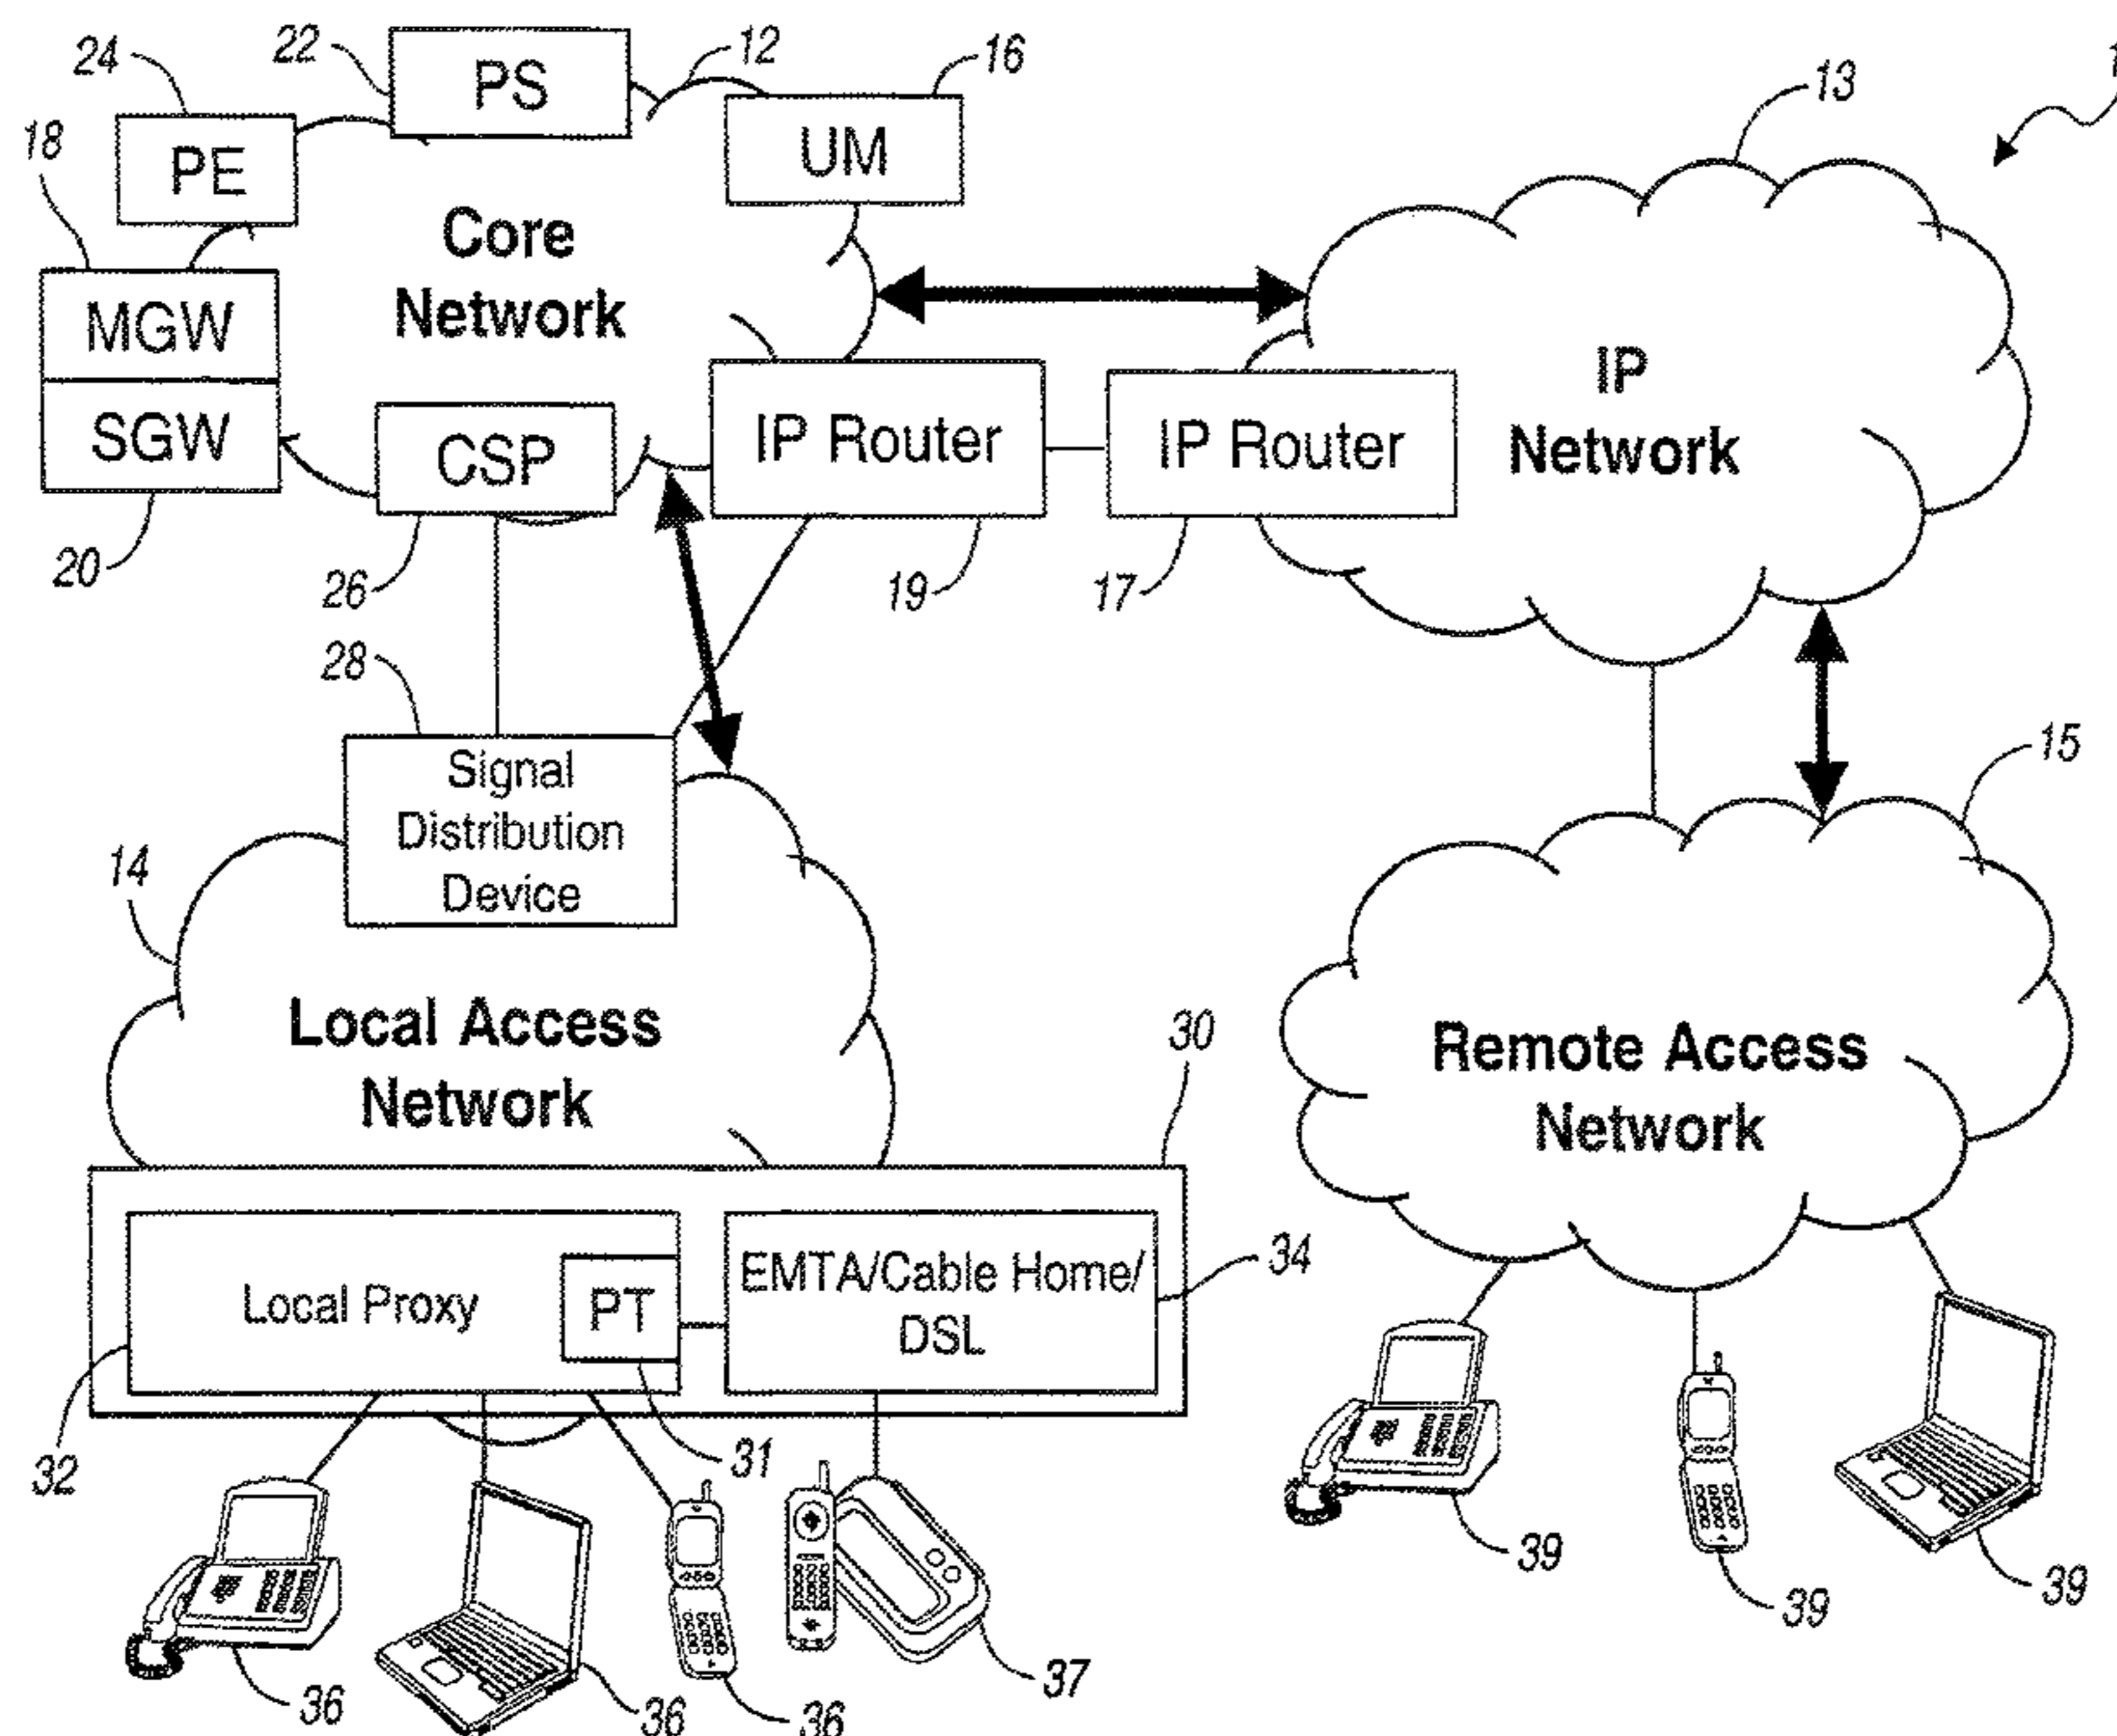 22
12
16
24
PS
13
1
18
UM
PE
Core
Network
MGW
IP
Network
SGW
CSP
IP Router
IP Router
20
26
19
17
28
Signal
Distribution
Device
15
14
Local Access
Network
30
Remote Access
Network
Local Proxy
PT
EMTA/Cable Home/
DSL
34
32
31
36
36
36
37
39
39
39